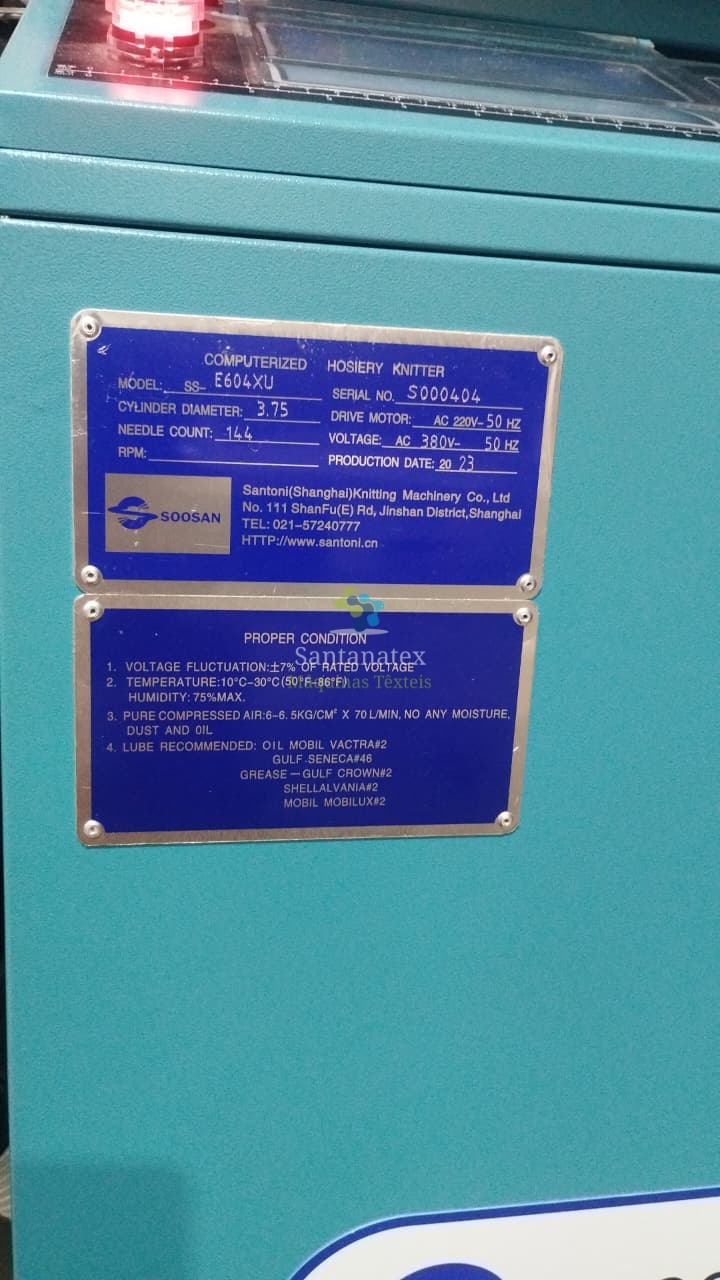 COMPUTERIZED HOSIERY KNITTER
MODEL: SS- E604XU
SERIAL NO. S000404
CYLINDER DIAMETER: 3.75
DRIVE MOTOR: AC 220V- 50 HZ
NEEDLE COUNT: 144
VOLTAGE: AC 380V- 50 HZ
RPM:
PRODUCTION DATE: 20 23
SOOSAN
Santoni(Shanghai)Knitting Machinery Co., Ltd
No. 111 ShanFu(E) Rd, Jinshan District,Shanghai
TEL: 021-57240777
HTTP://www.santoni.cn
PROPER CONDITION
Santanatex
Máquinas Têxteis
1. VOLTAGE FLUCTUATION:±7% OF RATED VOLTAGE
2. TEMPERATURE:10°C-30°C(50°F-86°F)
HUMIDITY: 75%MAX.
3. PURE COMPRESSED AIR:6-6.5KG/CM² X 70L/MIN, NO ANY MOISTURE,
DUST AND OIL
4. LUBE RECOMMENDED: OIL MOBIL VACTRA#2
GULF SENECA#46
GREASE－GULF CROWN#2
SHELLALVANIA#2
MOBIL MOBILUX#2